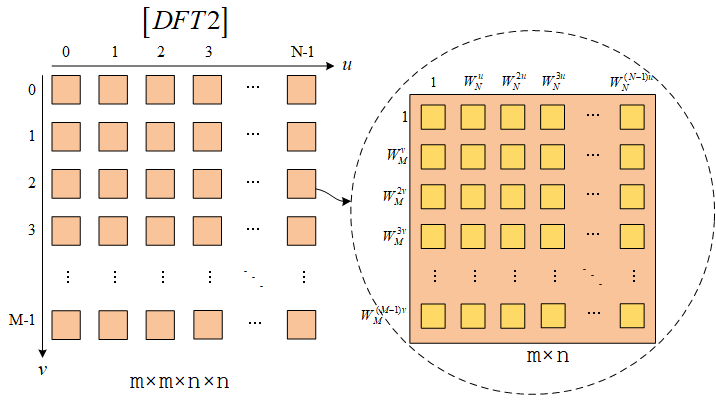 [DFT2]
0 1 2 3 N-1
u
0
1
2
3
M-1
v
m×m×n×n
1 W_N^u W_N^{2u} W_N^{3u} W_N^{(N-1)u}
1
W_M^v
W_M^{2v}
W_M^{3v}
W_M^{(M-1)v}
m×n